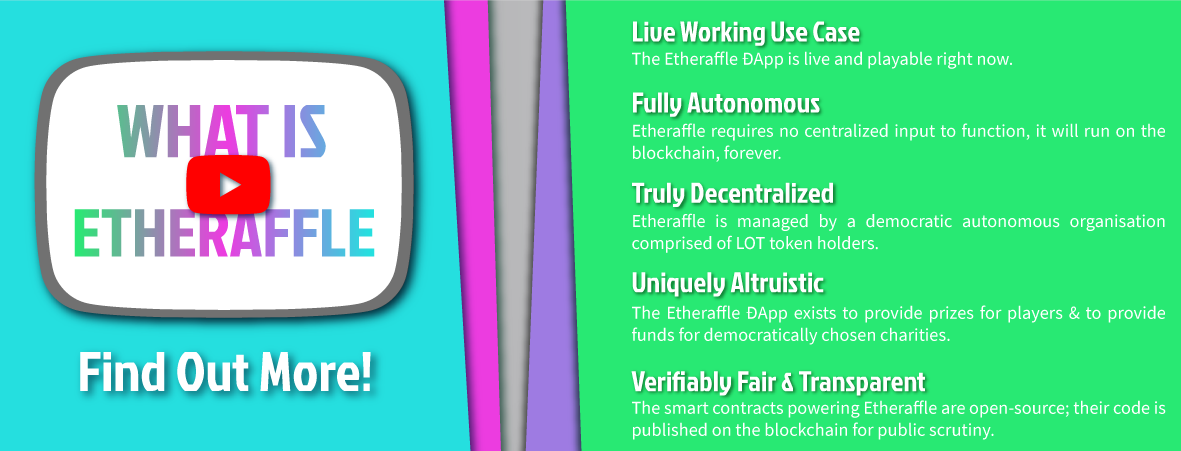 WHAT IS
ETHERAFFLE
Find Out More!
Live Working Use Case
The Etheraffle ĐApp is live and playable right now.
Fully Autonomous
Etheraffle requires no centralized input to function, it will run on the
blockchain, forever.
Truly Decentralized
Etheraffle is managed by a democratic autonomous organisation
comprised of LOT token holders.
Uniquely Altruistic
The Etheraffle ĐApp exists to provide prizes for players & to provide
funds for democratically chosen charities.
Verifiably Fair & Transparent
The smart contracts powering Etheraffle are open-source; their code is
published on the blockchain for public scrutiny.